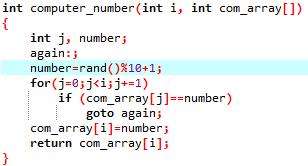 int computer_number(int i, int com_array[])
{
int j, number;
again:;
number=rand()%10+1;
for(j=0;j<i;j+=1)
if (com_array[j]==number)
goto again;
com_array[i]=number;
return com_array[i];
}